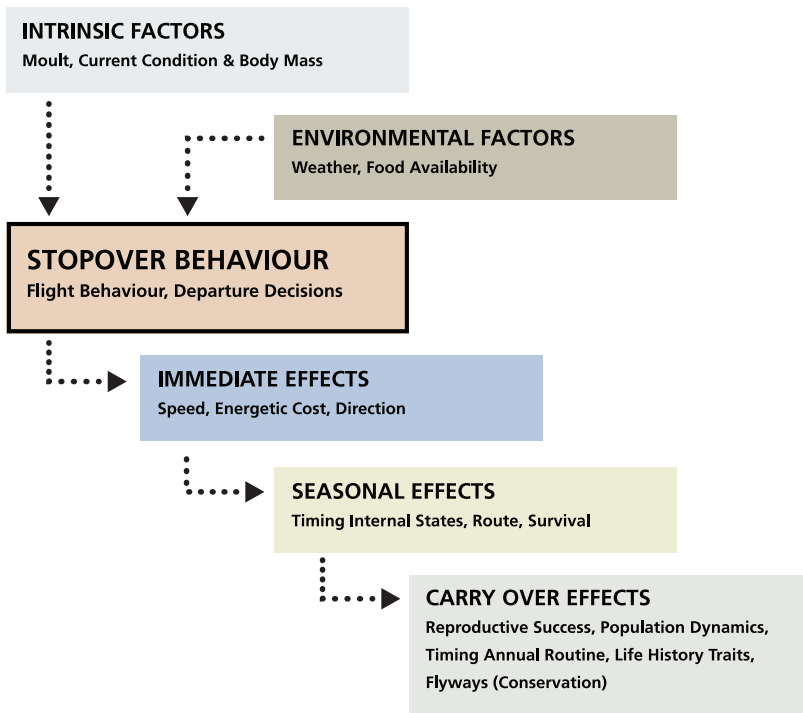 INTRINSIC FACTORS
Moult, Current Condition & Body Mass
ENVIRONMENTAL FACTORS
Weather, Food Availability
STOPOVER BEHAVIOUR
Flight Behaviour, Departure Decisions
IMMEDIATE EFFECTS
Speed, Energetic Cost, Direction
SEASONAL EFFECTS
Timing Internal States, Route, Survival
CARRY OVER EFFECTS
Reproductive Success, Population Dynamics,
Timing Annual Routine, Life History Traits,
Flyways (Conservation)